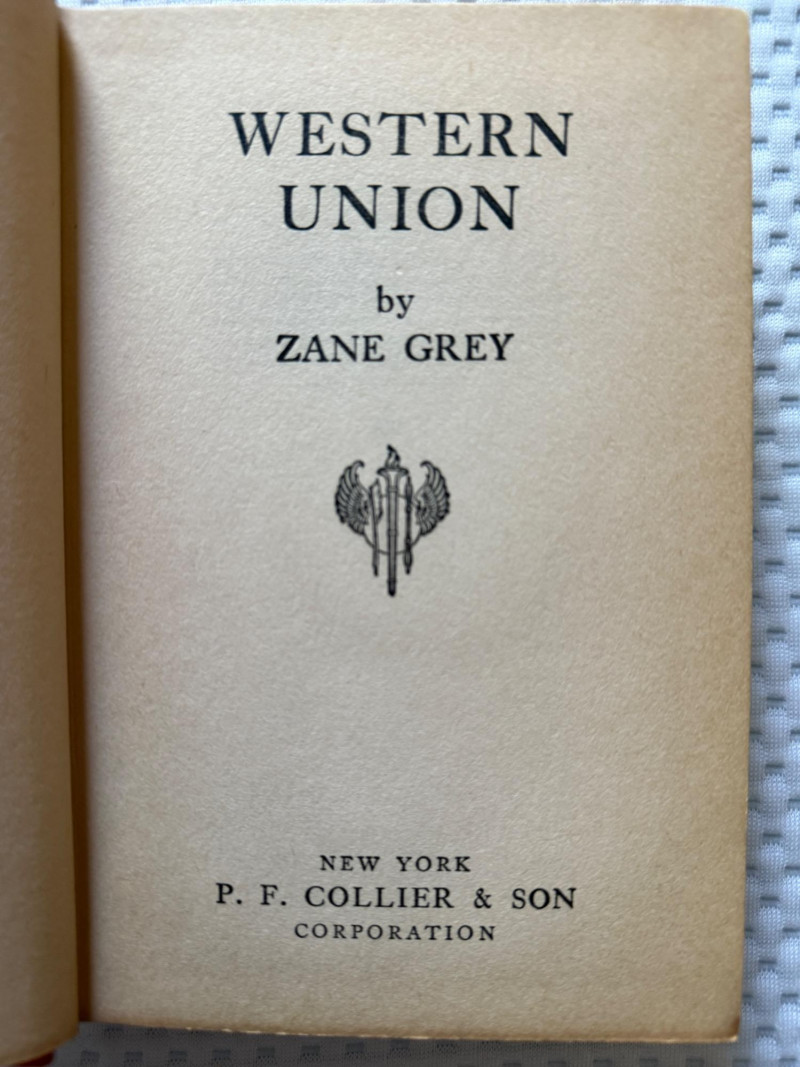 WESTERN
UNION
by
ZANE GREY
NEW YORK
P. F. COLLIER & SON
CORPORATION